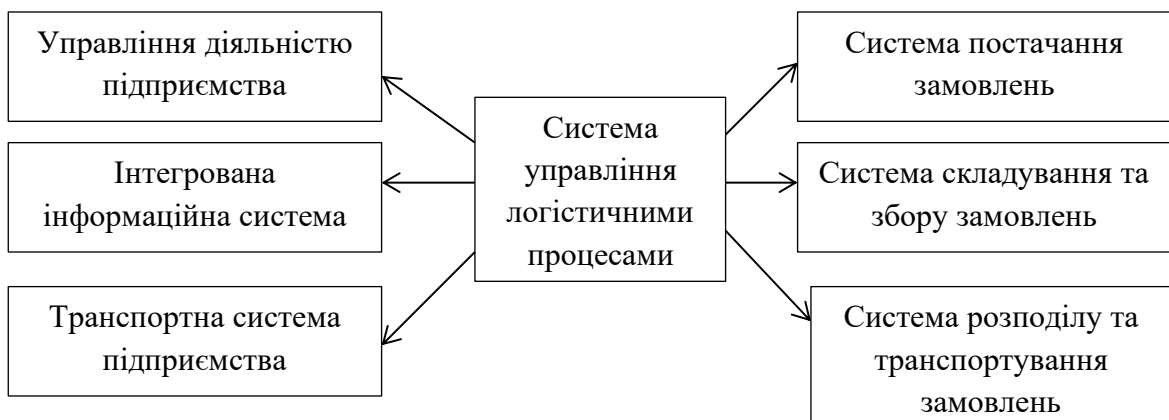 Управління діяльністю
підприємства
Інтегрована
інформаційна система
Транспортна система
підприємства
Система
управління
логістичними
процесами
Система постачання
замовлень
Система складування та
збору замовлень
Система розподілу та
транспортування
замовлень